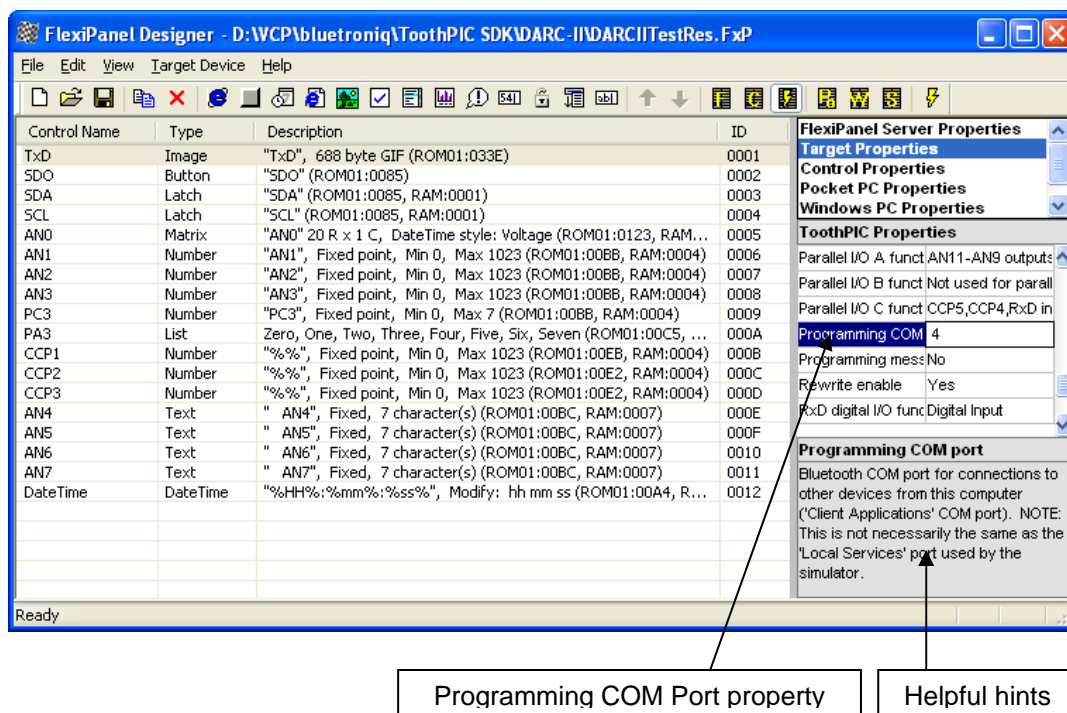 FlexiPanel Designer - D:\WCP\bluetroniq\ToothPIC SDK\DARC-II\DARCIITestRes.FxP
File Edit View Target Device Help
Control Name Type Description ID
TxD Image "TxD", 688 byte GIF (ROM01:033E) 0001
SDO Button "SDO" (ROM01:0085) 0002
SDA Latch "SDA" (ROM01:0085, RAM:0001) 0003
SCL Latch "SCL" (ROM01:0085, RAM:0001) 0004
AN0 Matrix "AN0" 20 R x 1 C, DateTime style: Voltage (ROM01:0123, RAM... 0005
AN1 Number "AN1", Fixed point, Min 0, Max 1023 (ROM01:00BB, RAM:0004) 0006
AN2 Number "AN2", Fixed point, Min 0, Max 1023 (ROM01:00BB, RAM:0004) 0007
AN3 Number "AN3", Fixed point, Min 0, Max 1023 (ROM01:00BB, RAM:0004) 0008
PC3 Number "PC3", Fixed point, Min 0, Max 7 (ROM01:00BB, RAM:0004) 0009
PA3 List Zero, One, Two, Three, Four, Five, Six, Seven (ROM01:00C5, ... 000A
CCP1 Number "%%", Fixed point, Min 0, Max 1023 (ROM01:00EB, RAM:0004) 000B
CCP2 Number "%%", Fixed point, Min 0, Max 1023 (ROM01:00E2, RAM:0004) 000C
CCP3 Number "%%", Fixed point, Min 0, Max 1023 (ROM01:00E2, RAM:0004) 000D
AN4 Text " AN4", Fixed, 7 character(s) (ROM01:00BC, RAM:0007) 000E
AN5 Text " AN5", Fixed, 7 character(s) (ROM01:00BC, RAM:0007) 000F
AN6 Text " AN6", Fixed, 7 character(s) (ROM01:00BC, RAM:0007) 0010
AN7 Text " AN7", Fixed, 7 character(s) (ROM01:00BC, RAM:0007) 0011
DateTime DateTime "%HH%:%mm%:%ss%", Modify: hh mm ss (ROM01:00A4, R... 0012
FlexiPanel Server Properties
Target Properties
Control Properties
Pocket PC Properties
Windows PC Properties
ToothPIC Properties
Parallel I/O A funct AN11-AN9 outputs
Parallel I/O B funct Not used for parall
Parallel I/O C funct CCP5,CCP4,RxD in
Programming COM 4
Programming mess No
Rewrite enable Yes
RxD digital I/O func Digital Input
Programming COM port
Bluetooth COM port for connections to
other devices from this computer
('Client Applications' COM port). NOTE:
This is not necessarily the same as the
'Local Services' port used by the
simulator.
Ready
Programming COM Port property
Helpful hints